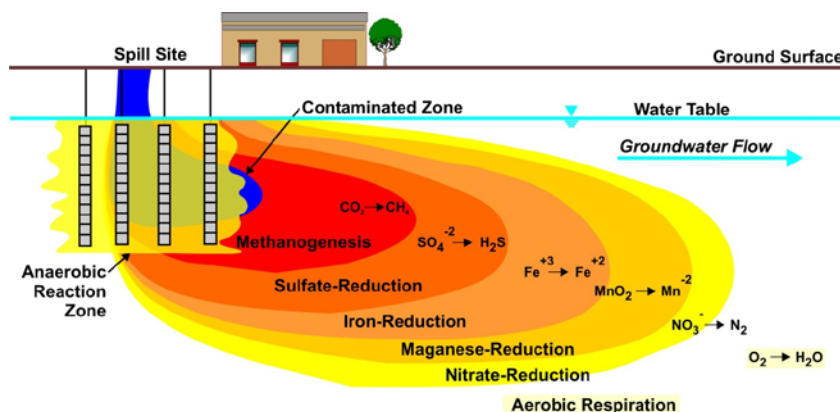 Spill Site
Ground Surface
Contaminated Zone
Water Table
Groundwater Flow
CO₂→CH₄
Methanogenesis
SO₄⁻²→H₂S
Anaerobic
Reaction
Zone
Sulfate-Reduction
Fe⁺³→Fe⁺²
MnO₂→Mn⁻²
Iron-Reduction
NO₃⁻→N₂
Maganese-Reduction
O₂→H₂O
Nitrate-Reduction
Aerobic Respiration